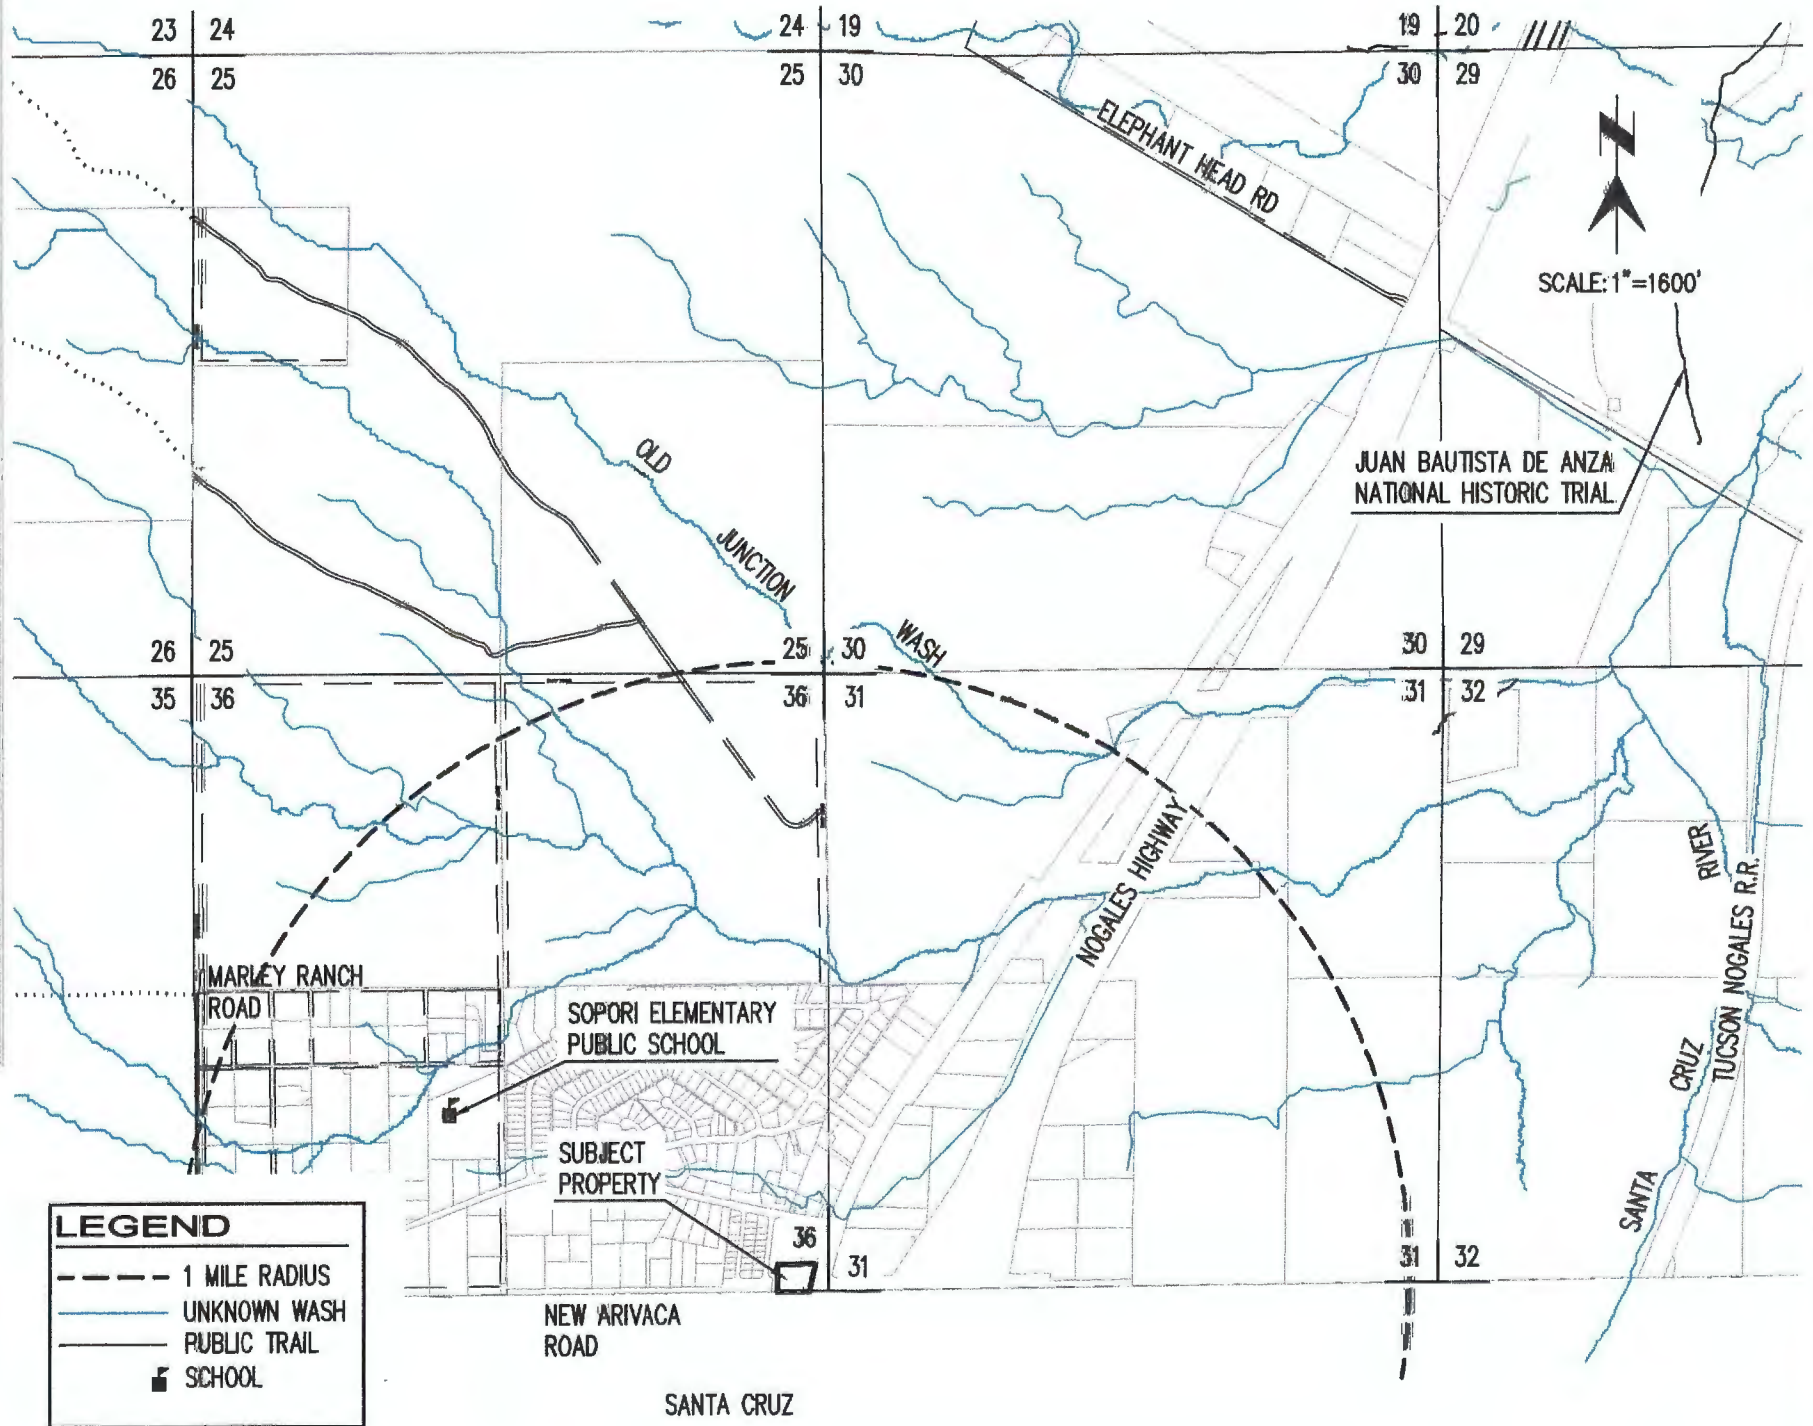 23 24
24 19
19 20
26 25
25 30
30 29
ELEPHANT HEAD RD
N
SCALE: 1"=1600'
OLD
JUNCTION
WASH
JUAN BAUTISTA DE ANZA
NATIONAL HISTORIC TRIAL
26 25
25 30
30 29
35 36
36 31
31 32
NOGALES HIGHWAY
RIVER
TUCSON NOGALES R.R.
MARLEY RANCH
ROAD
SOPORI ELEMENTARY
PUBLIC SCHOOL
CRUZ
SANTA
SUBJECT
PROPERTY
36
31
31 32
LEGEND
1 MILE RADIUS
UNKNOWN WASH
PUBLIC TRAIL
SCHOOL
NEW ARIVACA
ROAD
SANTA CRUZ